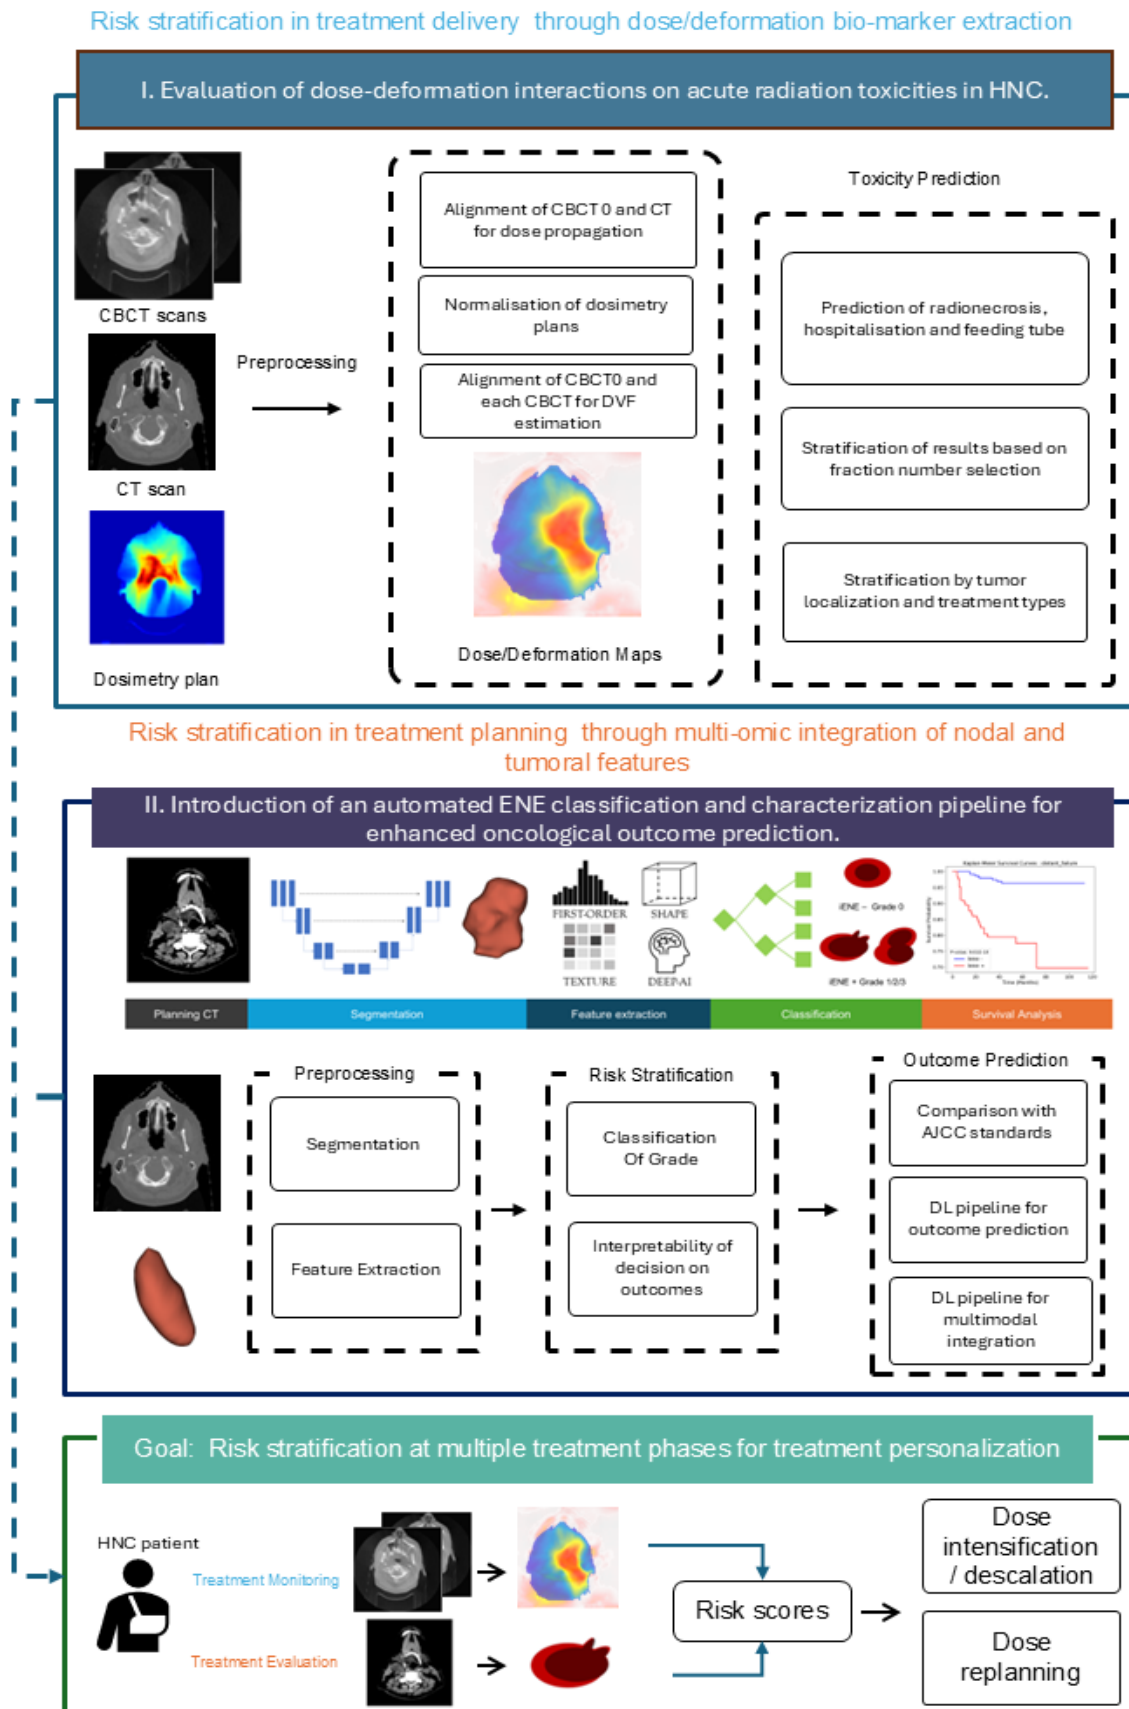 Risk stratification in treatment delivery through dose/deformation bio-marker extraction
I. Evaluation of dose-deformation interactions on acute radiation toxicities in HNC.
CBCT scans
CT scan
Dosimetry plan
Preprocessing
Alignment of CBCT 0 and CT
for dose propagation
Normalisation of dosimetry
plans
Alignment of CBCT0 and
each CBCT for DVF
estimation
Dose/Deformation Maps
Toxicity Prediction
Prediction of radionecrosis,
hospitalisation and feeding tube
Stratification of results based on
fraction number selection
Stratification by tumor
localization and treatment types
Risk stratification in treatment planning through multi-omic integration of nodal and
tumoral features
II. Introduction of an automated ENE classification and characterization pipeline for
enhanced oncological outcome prediction.
FIRST-ORDER
SHAPE
TEXTURE
DEEP-AI
iENE - Grade 0
iENE + Grade 1/2/3
Kaplan-Meier Survival Curves - distant_failure
Survival Probability
Time (Months)
Planning CT
Segmentation
Feature extraction
Classification
Survival Analysis
Preprocessing
Segmentation
Feature Extraction
Risk Stratification
Classification
Of Grade
Interpretability of
decision on
outcomes
Outcome Prediction
Comparison with
AJCC standards
DL pipeline for
outcome prediction
DL pipeline for
multimodal
integration
Goal: Risk stratification at multiple treatment phases for treatment personalization
HNC patient
Treatment Monitoring
Treatment Evaluation
Risk scores
Dose
intensification
/ descalation
Dose
replanning